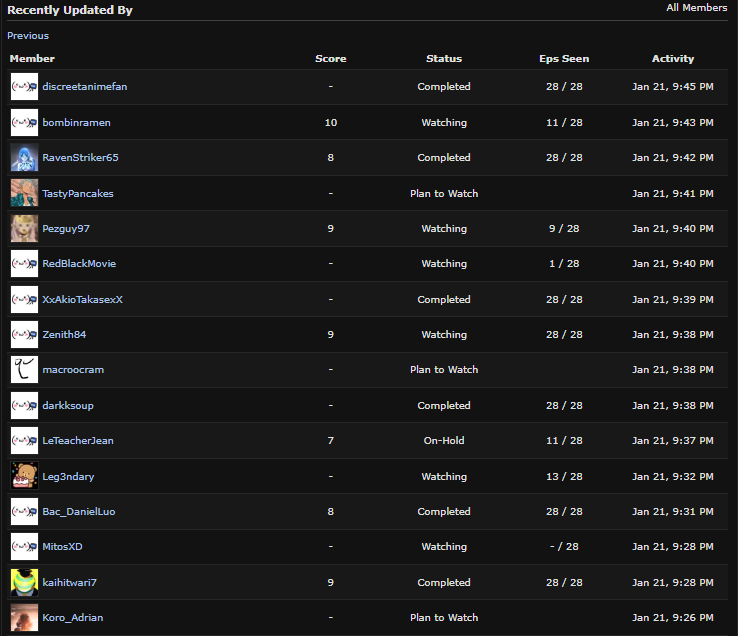 Recently Updated By All Members
Previous
Member Score Status Eps Seen Activity
discreetanimefan - Completed 28 / 28 Jan 21, 9:45 PM
bombinramen 10 Watching 11 / 28 Jan 21, 9:43 PM
RavenStriker65 8 Completed 28 / 28 Jan 21, 9:42 PM
TastyPancakes - Plan to Watch Jan 21, 9:41 PM
Pezguy97 9 Watching 9 / 28 Jan 21, 9:40 PM
RedBlackMovie - Watching 1 / 28 Jan 21, 9:40 PM
XxAkioTakasexX - Completed 28 / 28 Jan 21, 9:39 PM
Zenith84 9 Watching 28 / 28 Jan 21, 9:38 PM
macroocram - Plan to Watch Jan 21, 9:38 PM
darkksoup - Completed 28 / 28 Jan 21, 9:38 PM
LeTeacherJean 7 On-Hold 11 / 28 Jan 21, 9:37 PM
Leg3ndary - Watching 13 / 28 Jan 21, 9:32 PM
Bac_DanielLuo 8 Completed 28 / 28 Jan 21, 9:31 PM
MitosXD - Watching - / 28 Jan 21, 9:28 PM
kaihitwari7 9 Completed 28 / 28 Jan 21, 9:28 PM
Koro_Adrian - Plan to Watch Jan 21, 9:26 PM